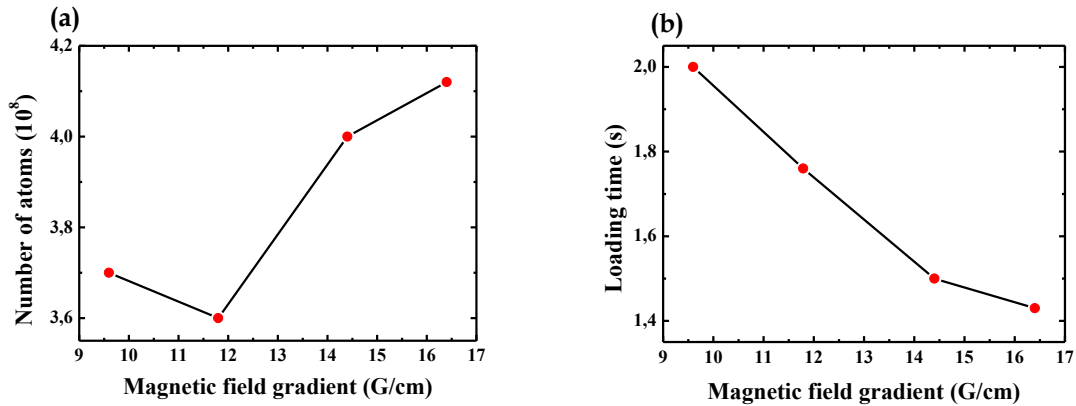 (a)
4,2
4,0
3,8
3,6
Number of atoms (10⁸)
9 10 11 12 13 14 15 16 17
Magnetic field gradient (G/cm)
(b)
2,0
1,8
1,6
1,4
Loading time (s)
9 10 11 12 13 14 15 16 17
Magnetic field gradient (G/cm)